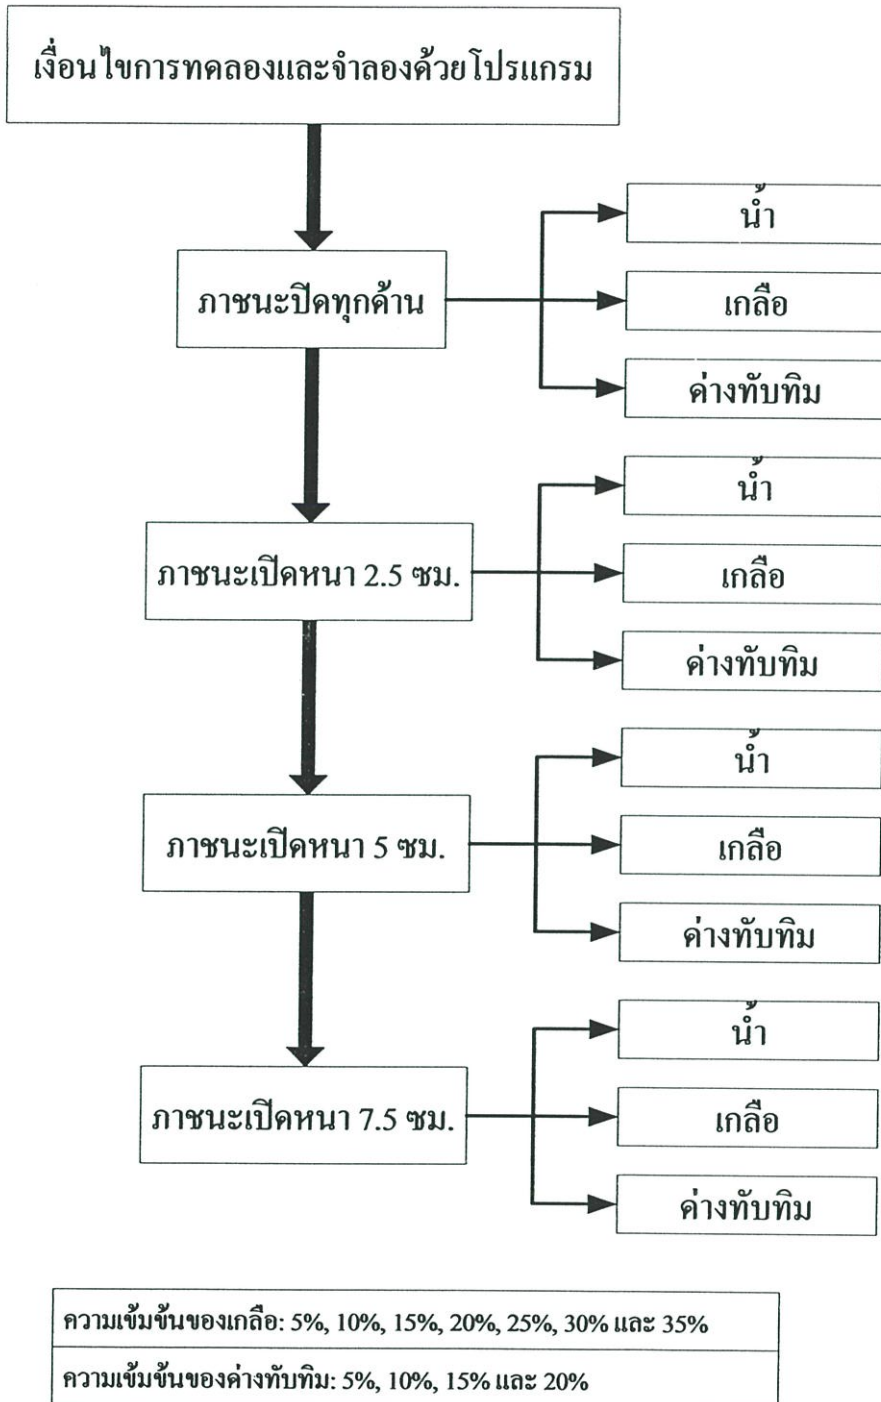 เงื่อนไขการทดลองและจำลองด้วยโปรแกรม
ภาชนะปิดทุกด้าน
น้ำ
เกลือ
ด่างทับทิม
ภาชนะเปิดหนา 2.5 ซม.
น้ำ
เกลือ
ด่างทับทิม
ภาชนะเปิดหนา 5 ซม.
น้ำ
เกลือ
ด่างทับทิม
ภาชนะเปิดหนา 7.5 ซม.
น้ำ
เกลือ
ด่างทับทิม
ความเข้มข้นของเกลือ: 5%, 10%, 15%, 20%, 25%, 30% และ 35%
ความเข้มข้นของด่างทับทิม: 5%, 10%, 15% และ 20%